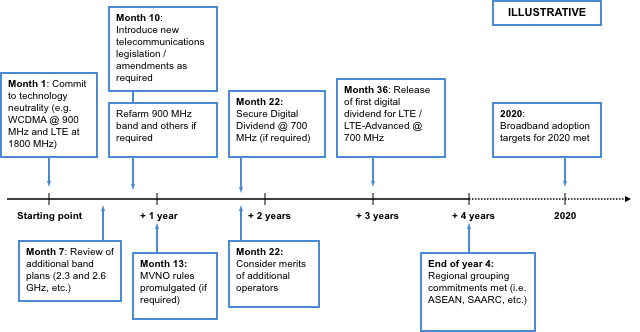 ILLUSTRATIVE
Month 10:
Introduce new
telecommunications
legislation /
amendments as
required
Month 1: Commit
to technology
neutrality (e.g.
WCDMA @ 900
MHz and LTE at
1800 MHz)
Refarm 900 MHz
band and others if
required
Month 22:
Secure Digital
Dividend @ 700
MHz (if required)
Month 36: Release
of first digital
dividend for LTE /
LTE-Advanced @
700 MHz
2020:
Broadband adoption
targets for 2020 met
Starting point
+ 1 year
+ 2 years
+ 3 years
+ 4 years
2020
Month 7: Review of
additional band
plans (2.3 and 2.6
GHz, etc.)
Month 13:
MVNO rules
promulgated (if
required)
Month 22:
Consider merits
of additional
operators
End of year 4:
Regional grouping
commitments met (i.e.
ASEAN, SAARC, etc.)